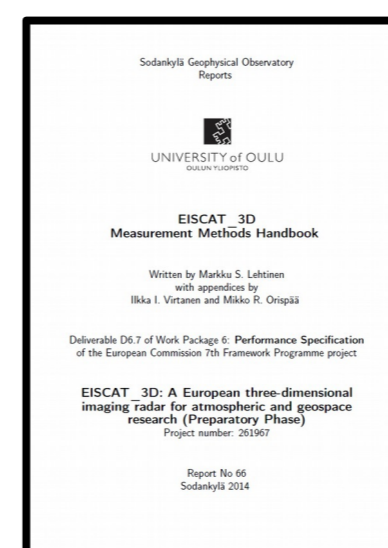 Sodankylä Geophysical Observatory
Reports
UNIVERSITY of OULU
OULUN YLIOPISTO
EISCAT_3D
Measurement Methods Handbook
Written by Markku S. Lehtinen
with appendices by
Ilkka I. Virtanen and Mikko R. Orispää
Deliverable D6.7 of Work Package 6: Performance Specification
of the European Commission 7th Framework Programme project
EISCAT_3D: A European three-dimensional
imaging radar for atmospheric and geospace
research (Preparatory Phase)
Project number: 261967
Report No 66
Sodankylä 2014